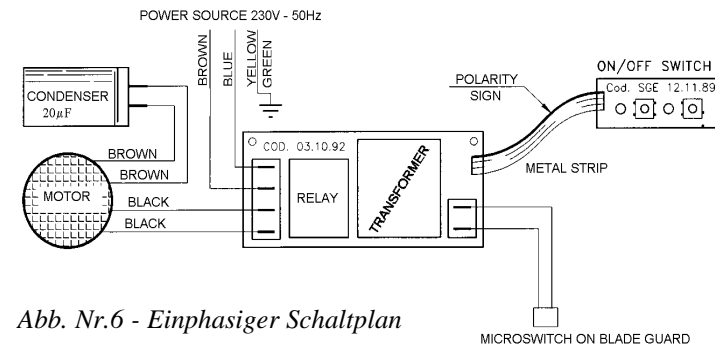 POWER SOURCE 230V - 50Hz
BROWN
BLUE
YELLOW
GREEN
ON/OFF SWITCH
Cod. SGE 12.11.89
POLARITY
SIGN
CONDENSER
20µF
COD. 03.10.92
METAL STRIP
BROWN
BROWN
MOTOR
BLACK
BLACK
RELAY
TRANSFORMER
Abb. Nr.6 - Einphasiger Schaltplan
MICROSWITCH ON BLADE GUARD